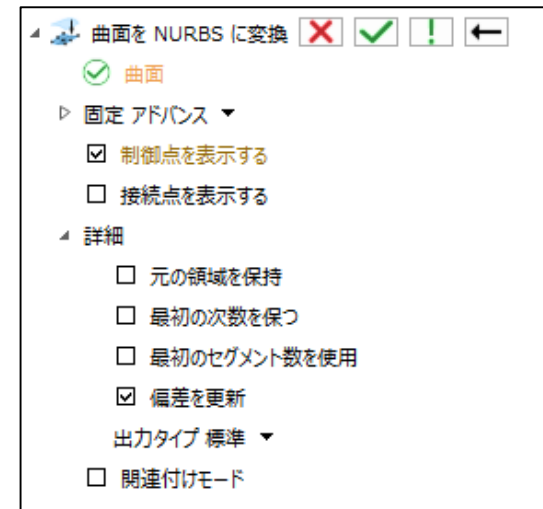 曲面を NURBS に変換
曲面
固定 アドバンス
制御点を表示する
接続点を表示する
詳細
元の領域を保持
最初の次数を保つ
最初のセグメント数を使用
偏差を更新
出力タイプ 標準
関連付けモード